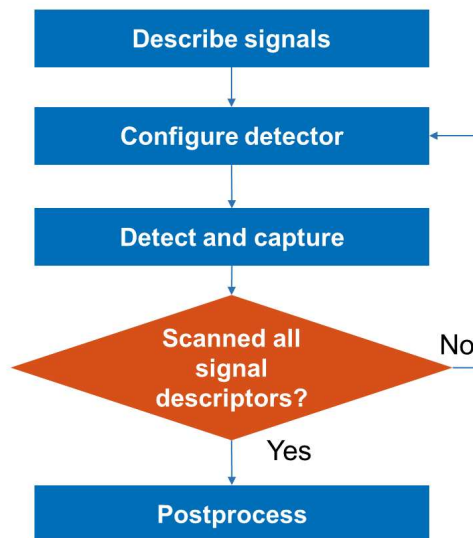 Describe signals
Configure detector
Detect and capture
Scanned all
signal
descriptors?
No
Yes
Postprocess